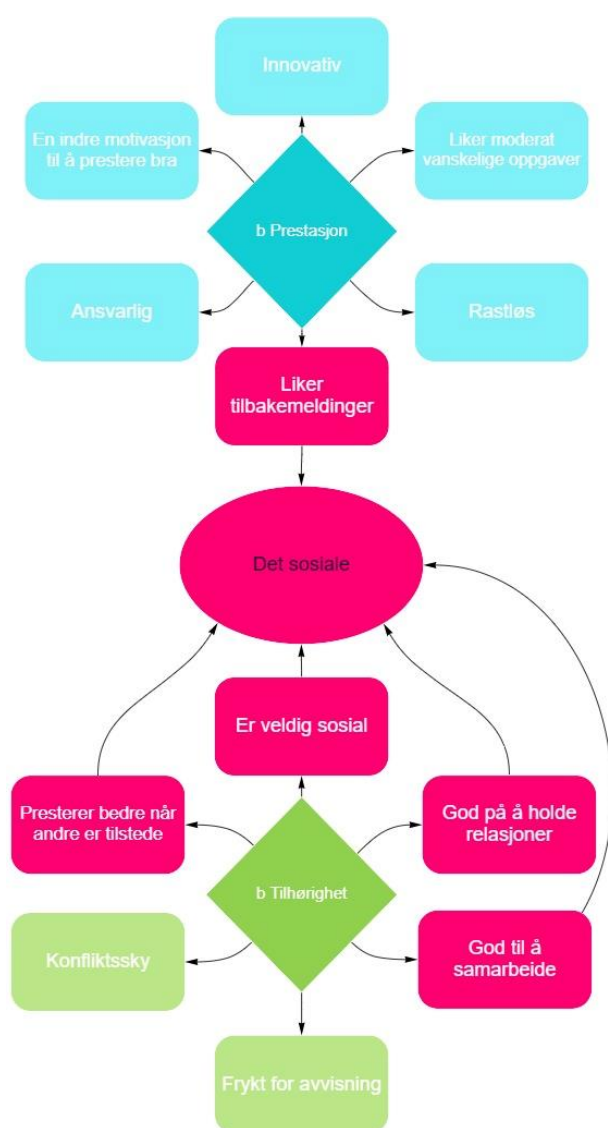 Innovativ
En indre motivasjon
til å prestere bra
Liker moderat
vanskelige oppgaver
b Prestasjon
Ansvarlig
Rastløs
Liker
tilbakemeldinger
Det sosiale
Er veldig sosial
Presterer bedre når
andre er tilstede
God på å holde
relasjoner
b Tilhørighet
Konfliktssky
God til å
samarbeide
Frykt for avvisning